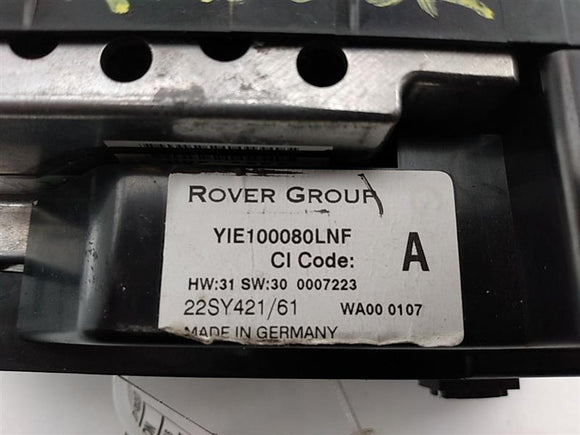 ROVER GROUP
YIE100080LNF
CI Code: A
HW:31 SW:30 0007223
22SY421/61 WA00 0107
MADE IN GERMANY